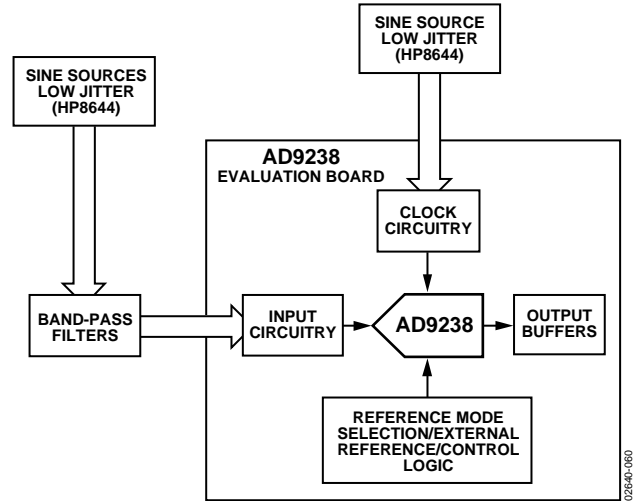 SINE SOURCE
LOW JITTER
(HP8644)
SINE SOURCES
LOW JITTER
(HP8644)
AD9238
EVALUATION BOARD
CLOCK
CIRCUITRY
BAND-PASS
FILTERS
INPUT
CIRCUITRY
AD9238
OUTPUT
BUFFERS
REFERENCE MODE
SELECTION/EXTERNAL
REFERENCE/CONTROL
LOGIC
02640-060